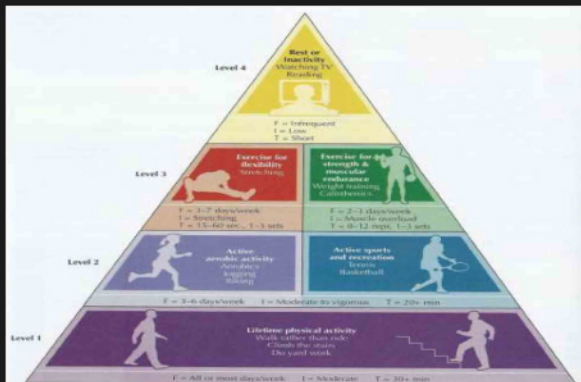 Level 4
Rest or
Inactivity
Watching TV
Reading
F = Infrequent
I = Low
T = Short
Level 3
Exercise for
flexibility
Stretching
Exercise for
strength &
muscular
endurance
Weight training
Calisthenics
F = 3–7 days/week
I = Stretching
T = 15–60 sec, 1–3 sets
F = 2–3 days/week
I = Muscle overload
T = 8–12 reps, 1–3 sets
Level 2
Active
aerobic activity
Aerobics
Jogging
Biking
Active sports
and recreation
Tennis
Basketball
F = 3–6 days/week I = Moderate to vigorous T = 20+ min
Level 1
Lifetime physical activity
Walk rather than ride
Climb the stairs
Do yard work
F = All or most days/week I = Moderate T = 30+ min